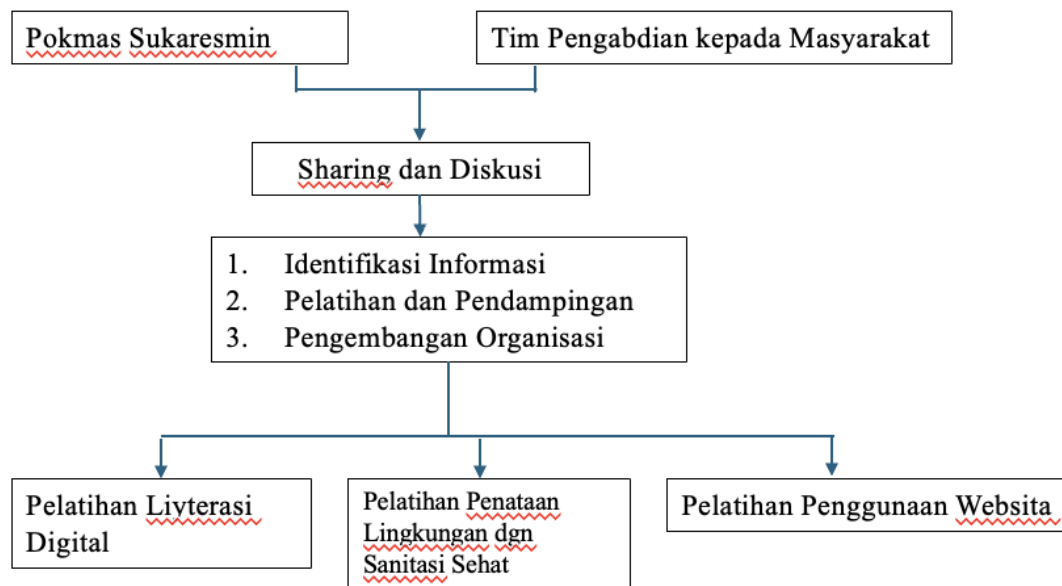 Pokmas Sukaresmin
Tim Pengabdian kepada Masyarakat
Sharing dan Diskusi
1. Identifikasi Informasi
2. Pelatihan dan Pendampingan
3. Pengembangan Organisasi
Pelatihan Liyterasi
Digital
Pelatihan Penataan
Lingkungan dgn
Sanitasi Sehat
Pelatihan Penggunaan Websita